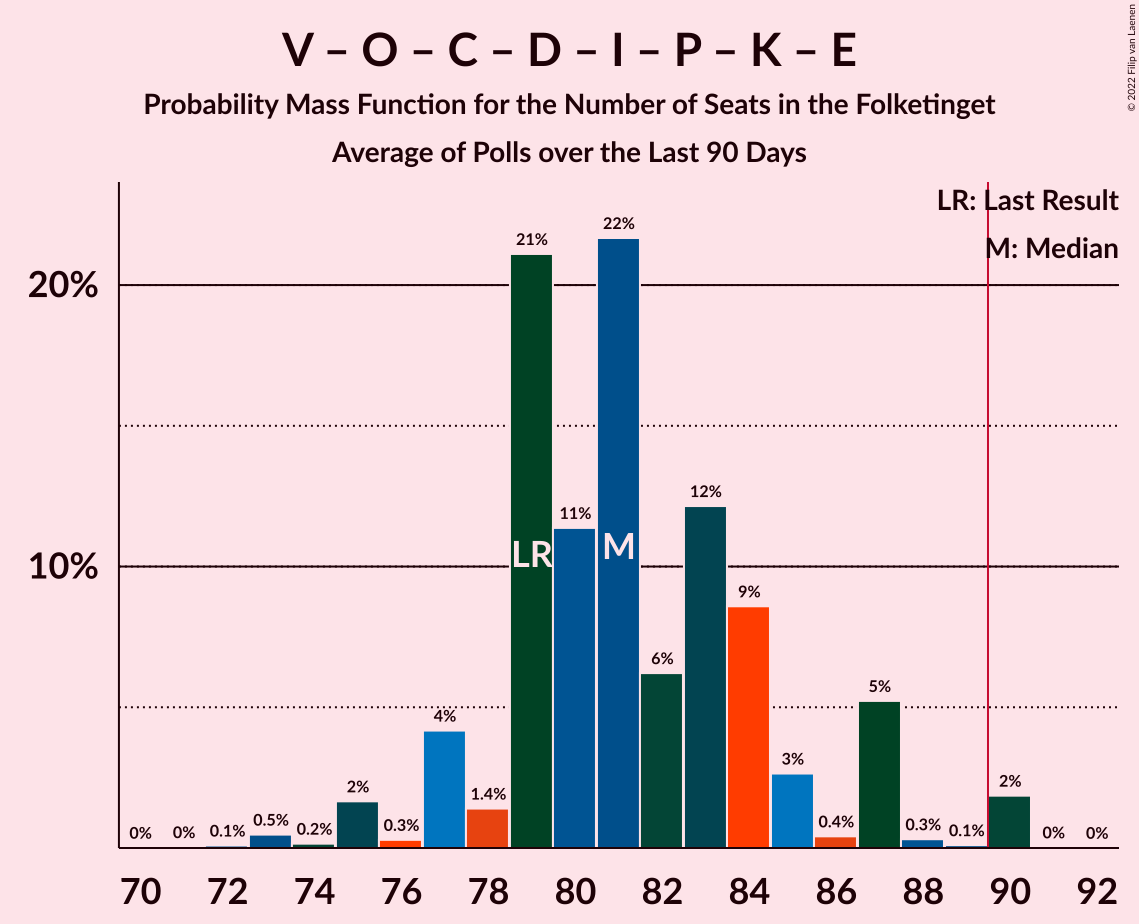 V – O – C – D – I – P – K – E
Probability Mass Function for the Number of Seats in the Folketinget
Average of Polls over the Last 90 Days
© 2022 Filip van Laenen
LR: Last Result
M: Median
20%
10%
0%
0%
0.1%
0.5%
0.2%
2%
0.3%
4%
1.4%
21%
11%
22%
6%
12%
9%
3%
0.4%
5%
0.3%
0.1%
2%
0%
0%
LR
M
70 72 74 76 78 80 82 84 86 88 90 92